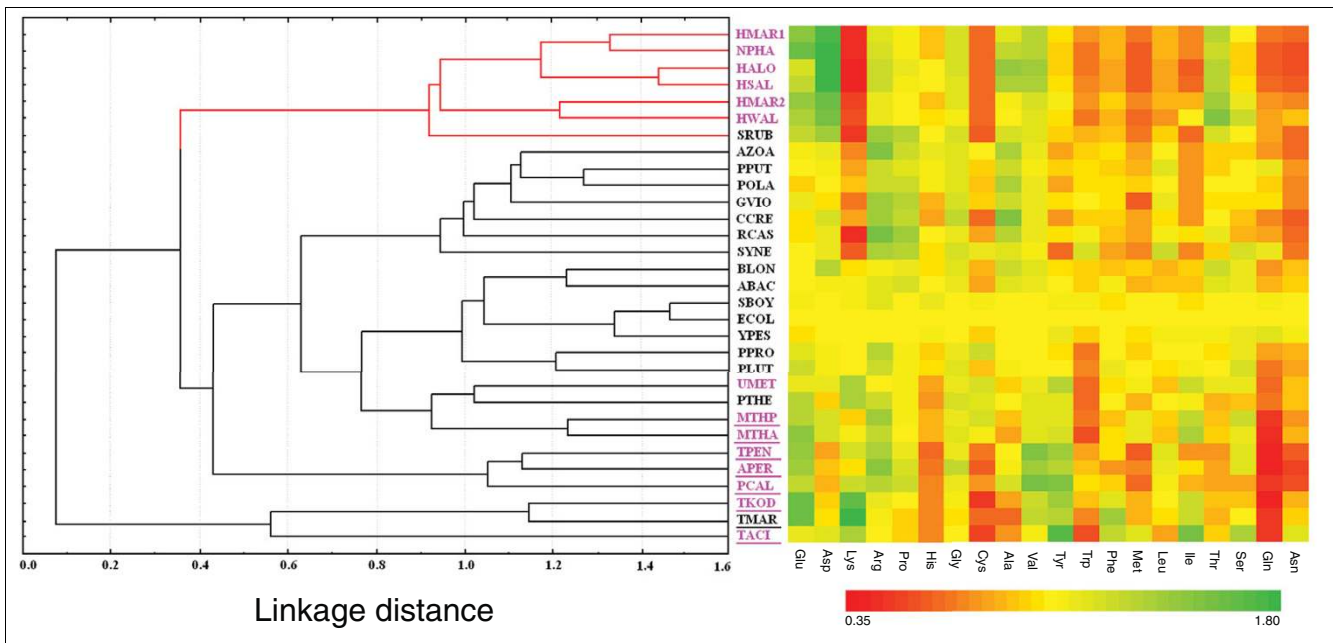 HMAR1
NPHA
HALO
HSAL
HMAR2
HWAL
SRUB
AZOA
PPUT
POLA
GVIO
CCRE
RCAS
SYNE
BLON
ABAC
SBOY
ECOL
YPES
PPRO
PLUT
UMET
PTHE
MTHP
MTHA
TPEN
APER
PCAL
TKOD
TMAR
TACI
0.0 0.2 0.4 0.6 0.8 1.0 1.2 1.4 1.6
Linkage distance
Glu Asp Lys Arg Pro His Gly Cys Ala Val Tyr Trp Phe Met Leu Ile Thr Ser Gln Asn
0.35 1.80